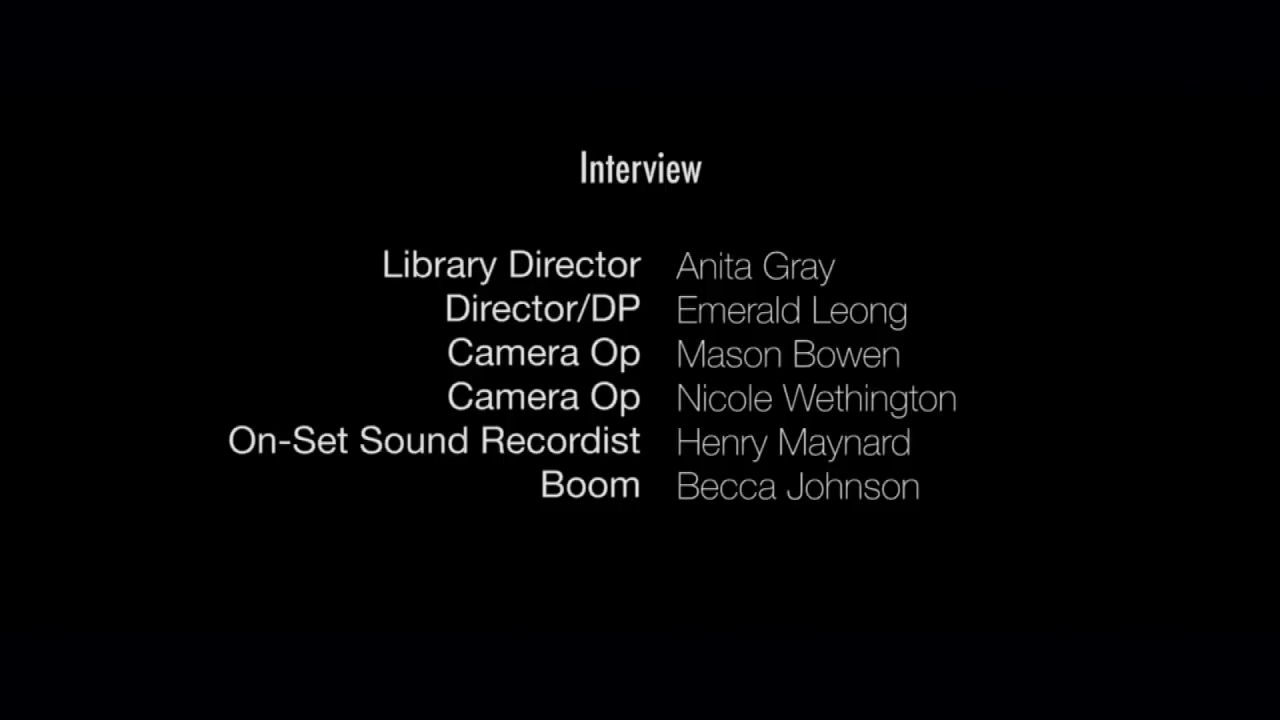 Interview
Library Director Anita Gray
Director/DP Emerald Leong
Camera Op Mason Bowen
Camera Op Nicole Wethington
On-Set Sound Recordist Henry Maynard
Boom Becca Johnson